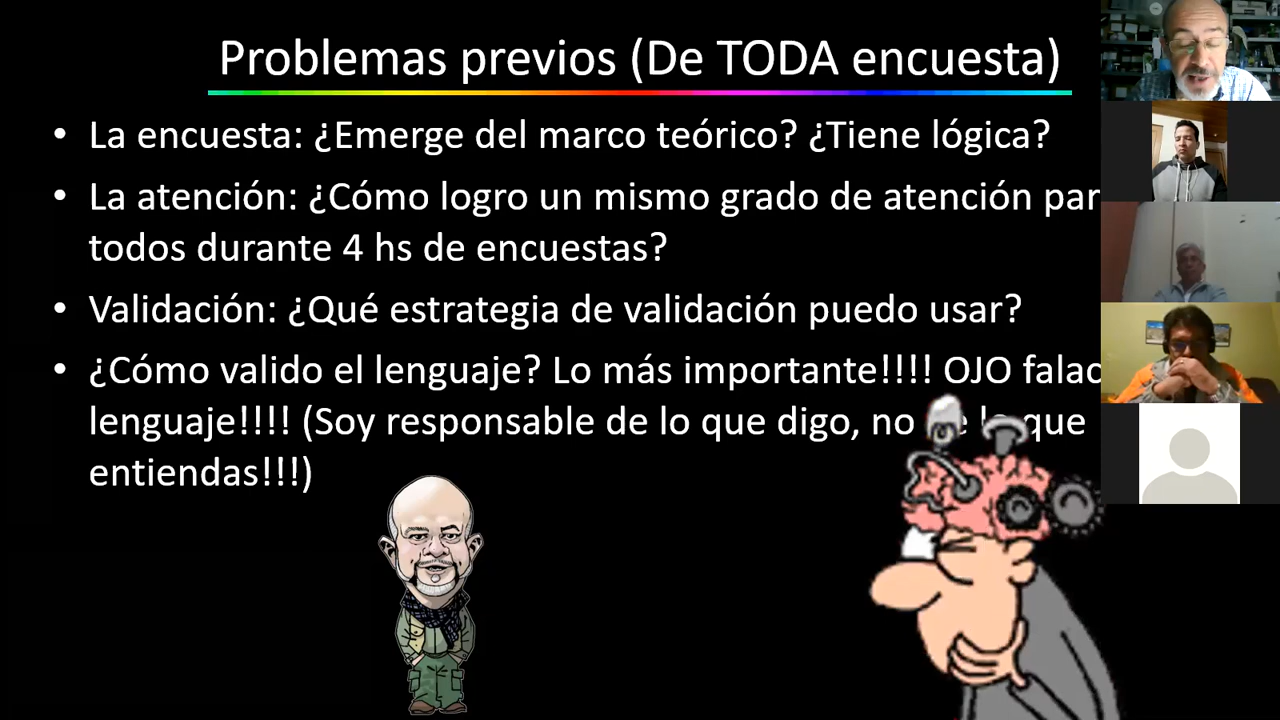 Problemas previos (De TODA encuesta)
• La encuesta: ¿Emerge del marco teórico? ¿Tiene lógica?
• La atención: ¿Cómo logro un mismo grado de atención
todos durante 4 hs de encuestas?
• Validación: ¿Qué estrategia de validación puedo usar?
• ¿Cómo valido el lenguaje? Lo más importante!!!! OJO
lenguaje!!!! (Soy responsable de lo que digo, no que
entiendas!!!)